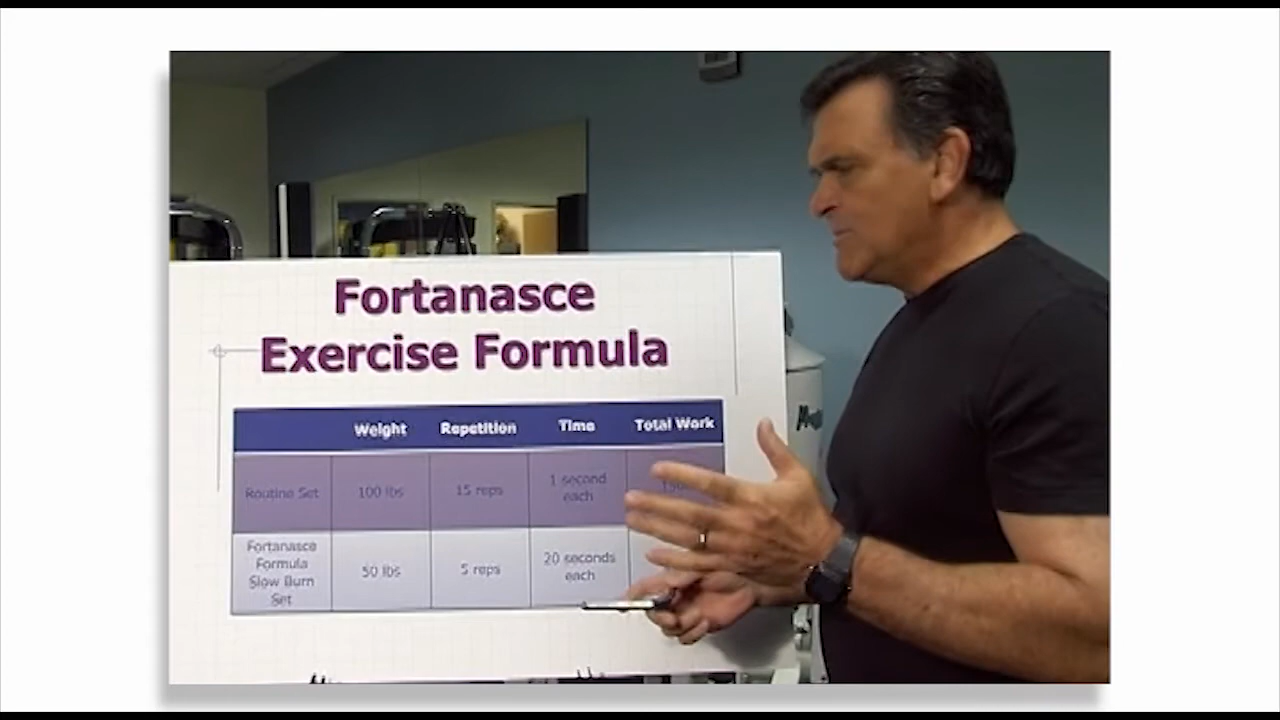 Fortanasce
Exercise Formula
Weight Repetition Time Total Work
Routine Set 100 lbs 15 reps 1 second each
Fortanasce Formula Slow Burn Set 50 lbs 5 reps 20 seconds each